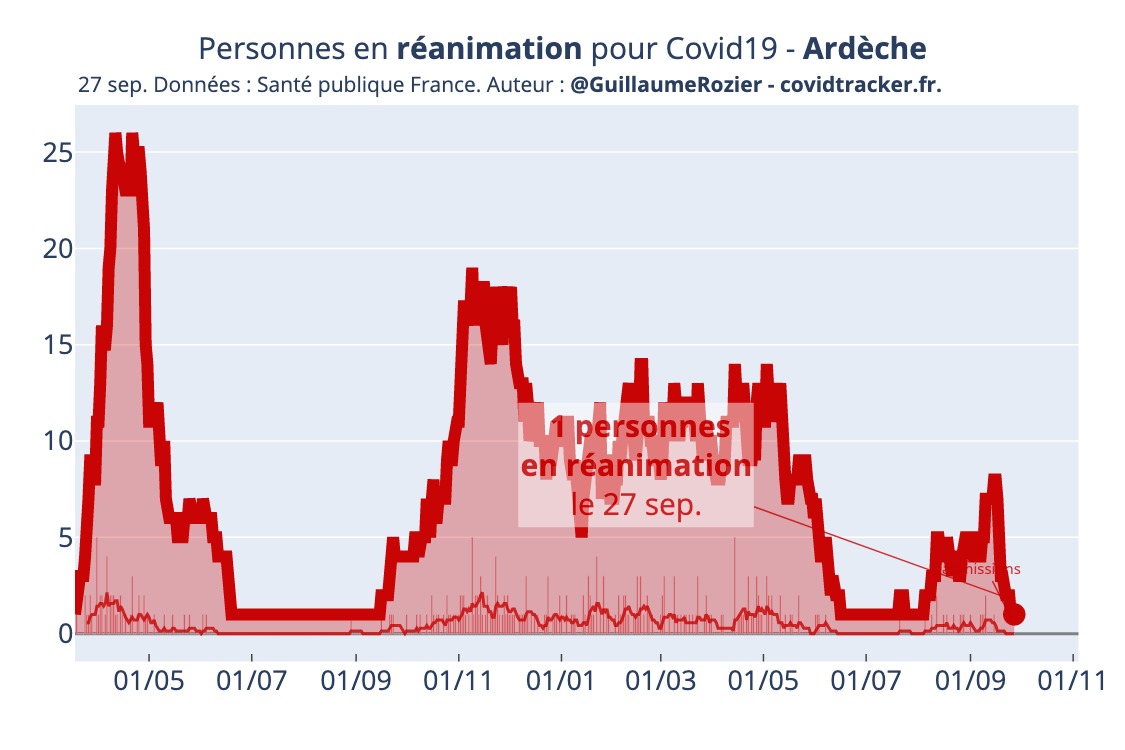 Personnes en réanimation pour Covid19 - Ardèche
27 sep. Données : Santé publique France. Auteur : @GuillaumeRozier - covidtracker.fr.
25
20
15
10
5
0
1 personnes
en réanimation
le 27 sep.
01/05 01/07 01/09 01/11 01/01 01/03 01/05 01/07 01/09 01/11